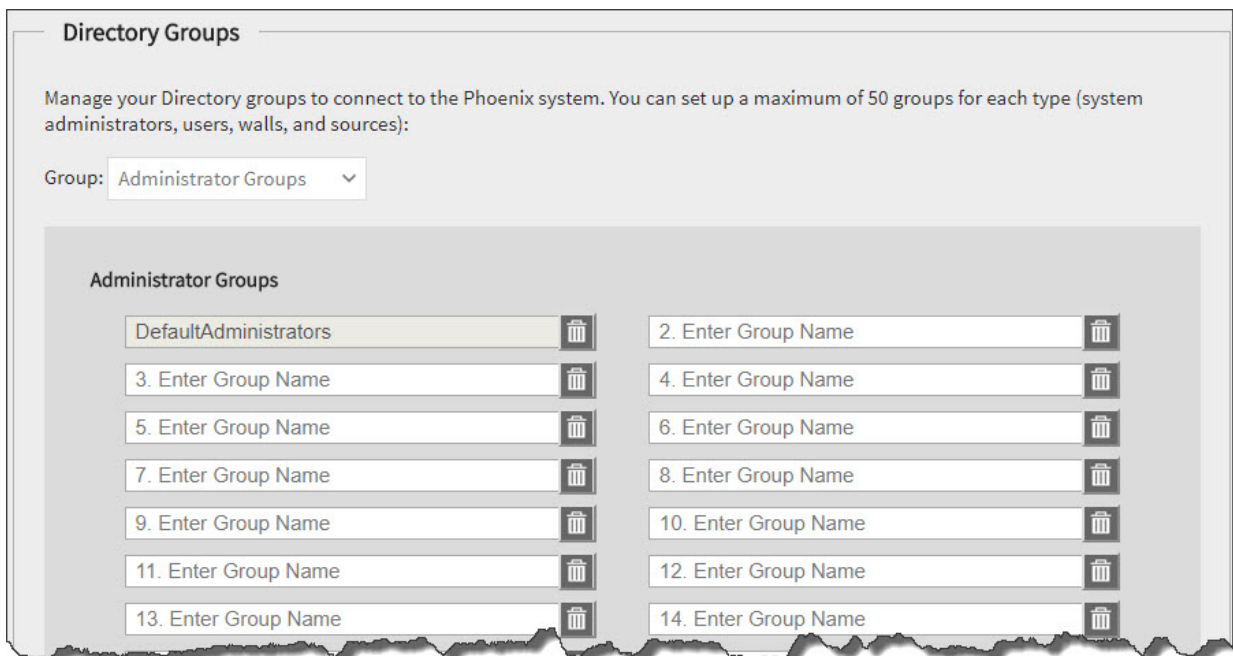 Directory Groups
Manage your Directory groups to connect to the Phoenix system. You can set up a maximum of 50 groups for each type (system
administrators, users, walls, and sources):
Group: Administrator Groups
Administrator Groups
DefaultAdministrators
2. Enter Group Name
3. Enter Group Name
4. Enter Group Name
5. Enter Group Name
6. Enter Group Name
7. Enter Group Name
8. Enter Group Name
9. Enter Group Name
10. Enter Group Name
11. Enter Group Name
12. Enter Group Name
13. Enter Group Name
14. Enter Group Name